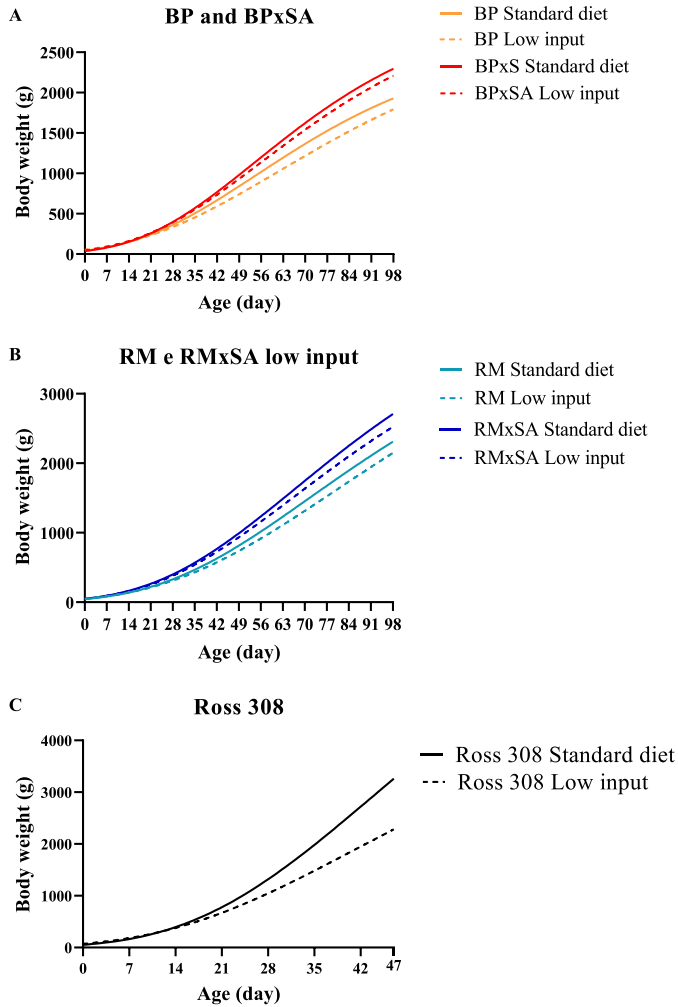 A
BP and BPxSA
BP Standard diet
BP Low input
BPxS Standard diet
BPxSA Low input
Body weight (g)
2500
2000
1500
1000
500
0
0 7 14 21 28 35 42 49 56 63 70 77 84 91 98
Age (day)
B
RM e RMxSA low input
RM Standard diet
RM Low input
RMxSA Standard diet
RMxSA Low input
Body weight (g)
3000
2000
1000
0
0 7 14 21 28 35 42 49 56 63 70 77 84 91 98
Age (day)
C
Ross 308
Ross 308 Standard diet
Ross 308 Low input
Body weight (g)
4000
3000
2000
1000
0
0 7 14 21 28 35 42 47
Age (day)